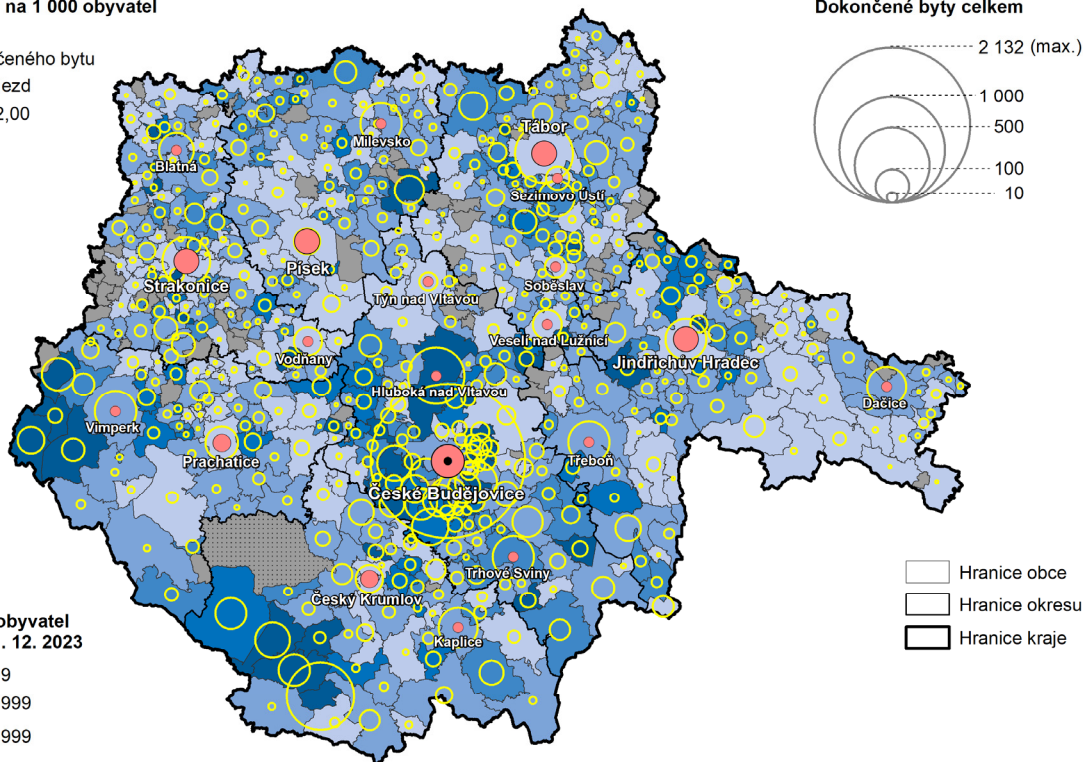 na 1 000 obyvatel
čeného bytu
ezd
2,00
Dokončené byty celkem
2 132 (max.)
1 000
500
100
10
Tábor
Milevsko
Blatná
Sezimovo Ústí
Písek
Strakonice
Soběslav
Týn nad Vltavou
Veselí nad Lužnicí
Vodňany
Jindřichův Hradec
Hluboká nad Vltavou
Dačice
Vimperk
Prachatice
Třeboň
České Budějovice
Trhové Sviny
Český Krumlov
Kaplice
Hranice obce
Hranice okresu
Hranice kraje
obyvatel
. 12. 2023
9
999
999